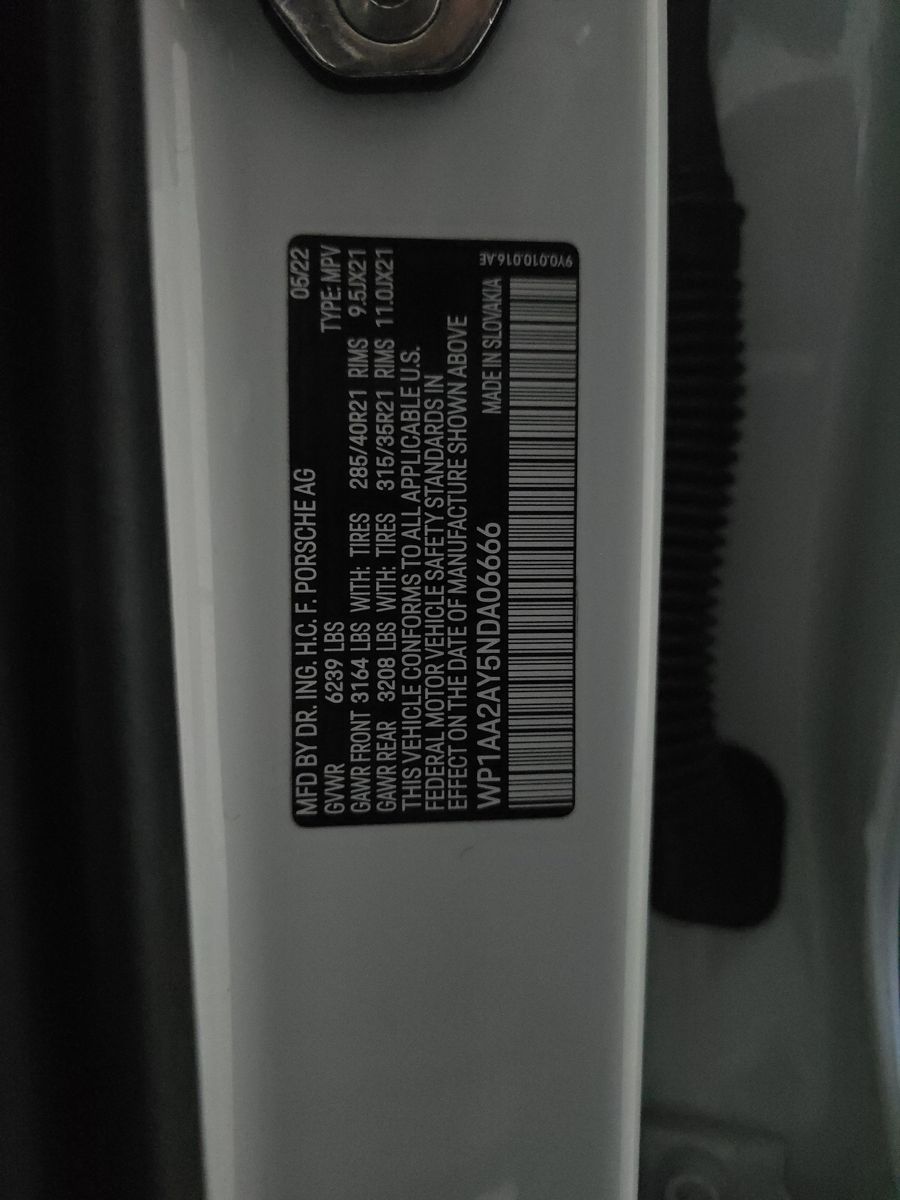 MFD BY DR. ING. H.C. F. PORSCHE AG 05/22
GVWR 6239 LBS TYPE: MPV
GAWR FRONT 3164 LBS WITH: TIRES 285/40R21 RIMS 9.5JX21
GAWR REAR 3208 LBS WITH: TIRES 315/35R21 RIMS 11.0JX21
THIS VEHICLE CONFORMS TO ALL APPLICABLE U.S.
FEDERAL MOTOR VEHICLE SAFETY STANDARDS IN
EFFECT ON THE DATE OF MANUFACTURE SHOWN ABOVE
WP1AA2AY5NDA06666 MADE IN SLOVAKIA
9Y0.010.016.AE